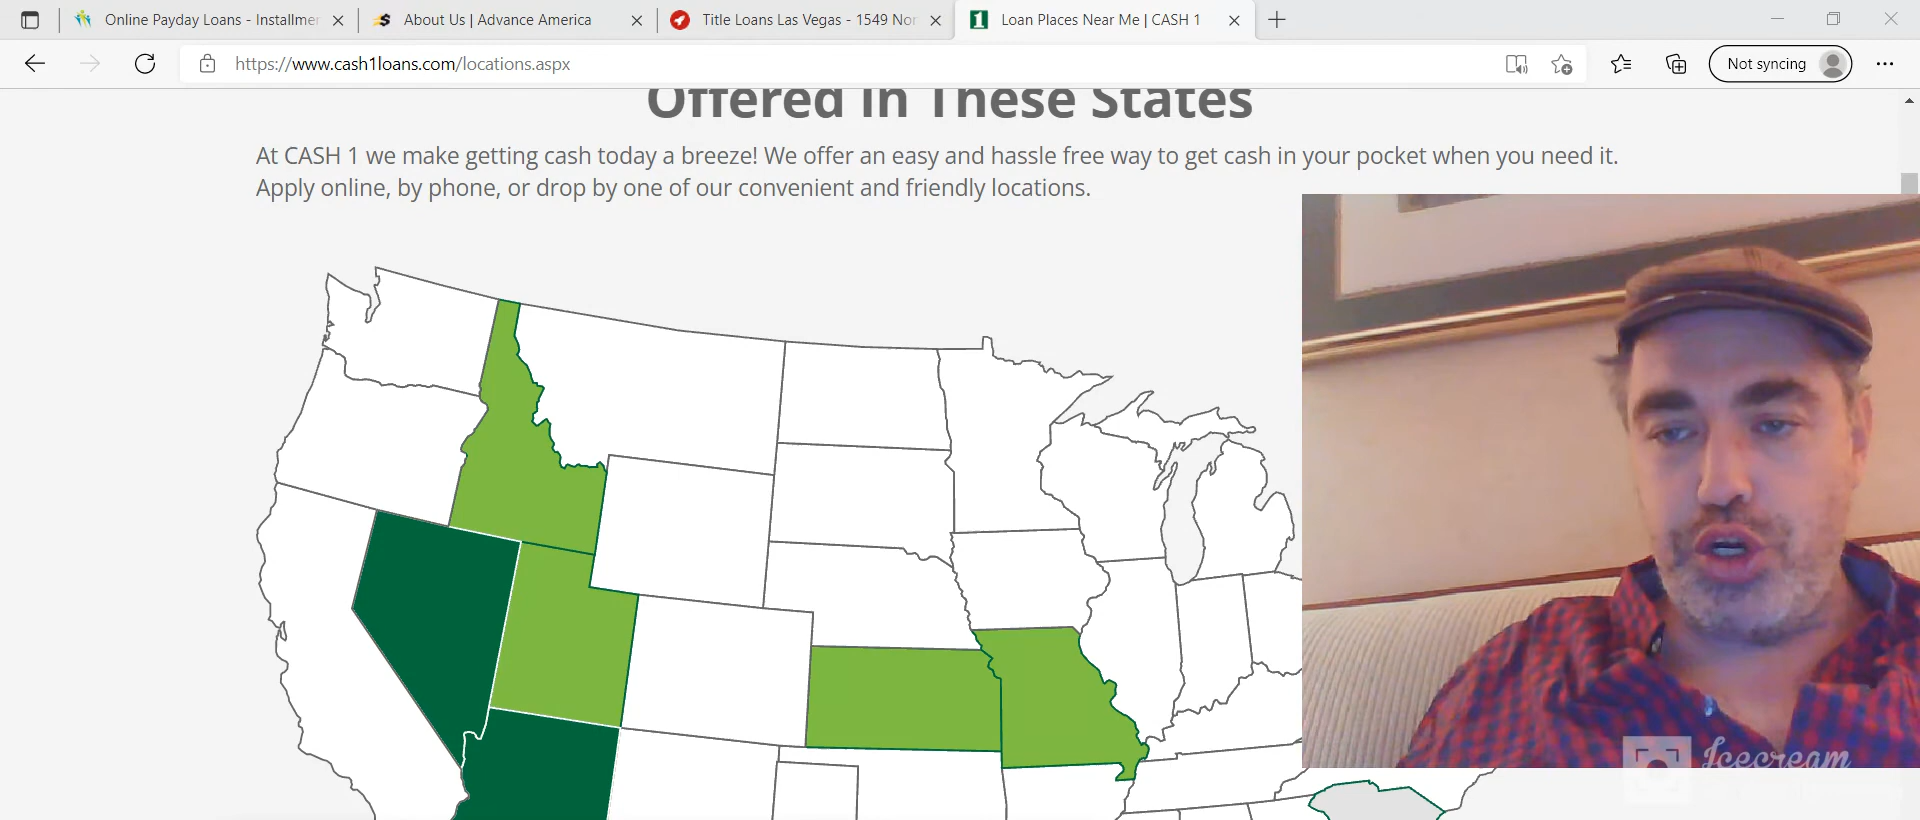 Online Payday Loans - Installme
About Us | Advance America
Title Loans Las Vegas - 1549 Nor
Loan Places Near Me | CASH 1
https://www.cash1loans.com/locations.aspx
Not syncing
Offered in These States
At CASH 1 we make getting cash today a breeze! We offer an easy and hassle free way to get cash in your pocket when you need it.
Apply online, by phone, or drop by one of our convenient and friendly locations.
Icecream